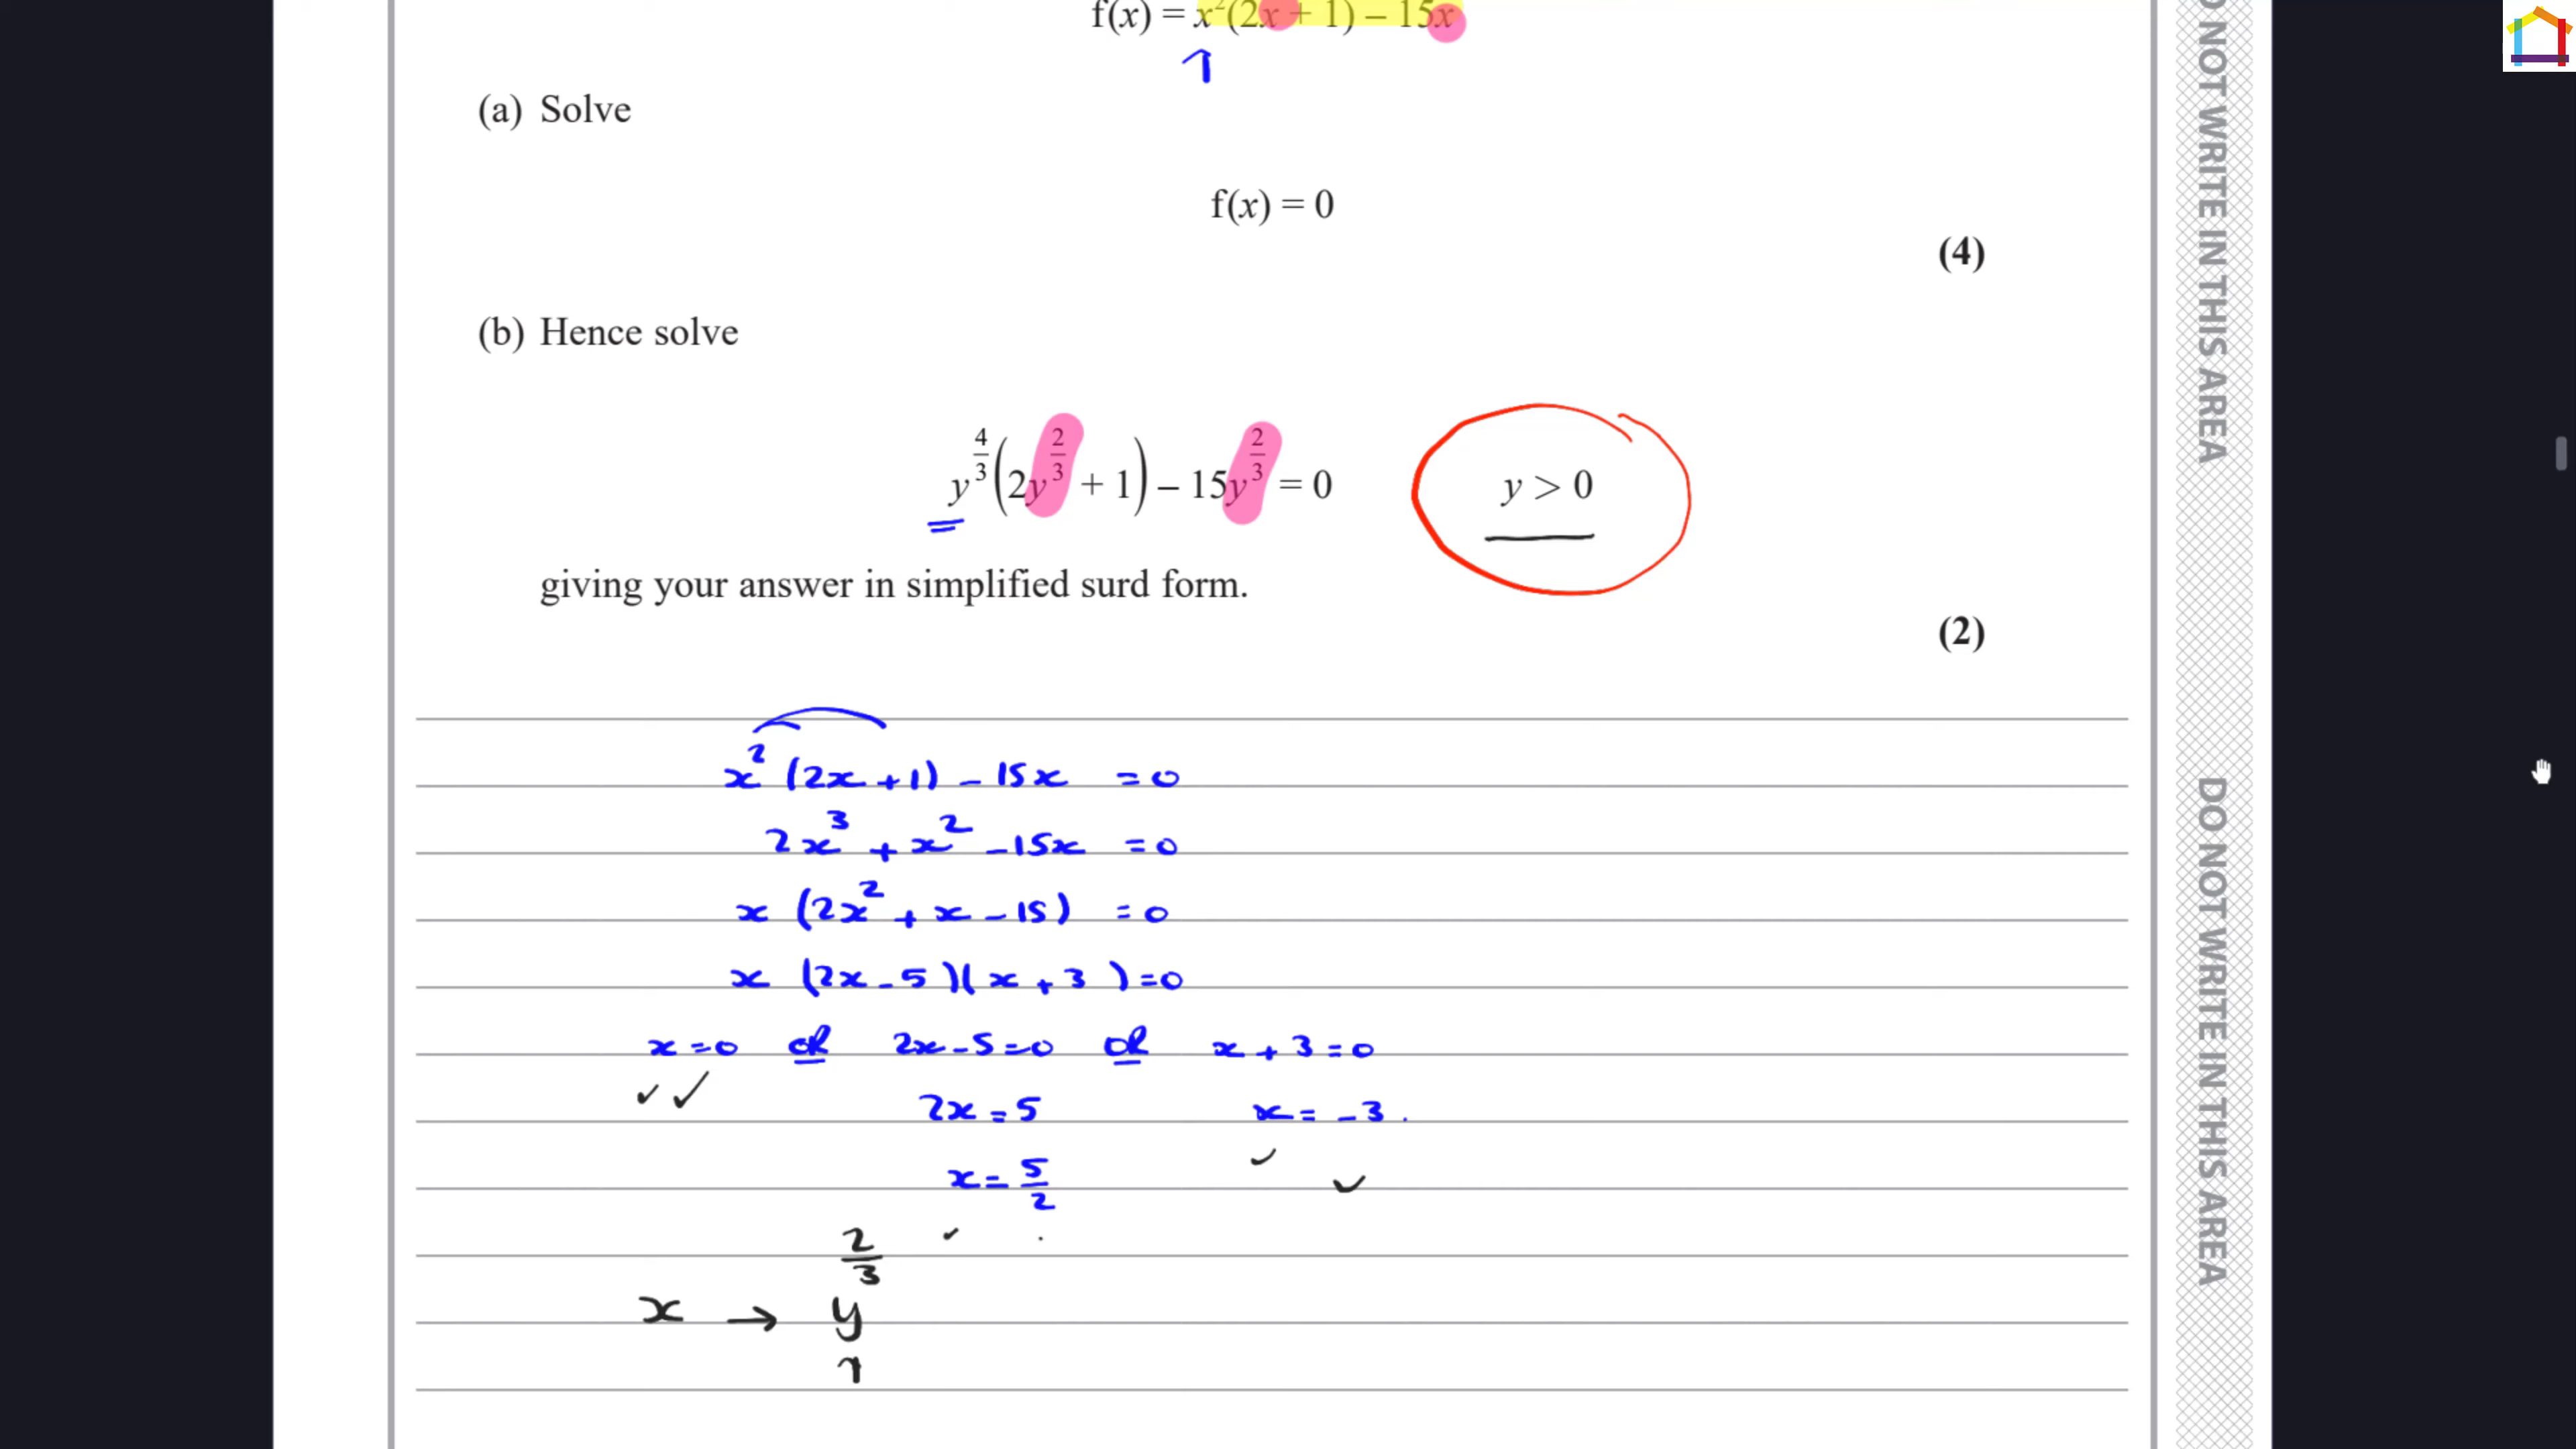 f(x) = x²(2x + 1) – 15x
(a) Solve
f(x) = 0
(4)
(b) Hence solve
y^(4/3)(2y^(2/3) + 1) – 15y^(2/3) = 0 y > 0
giving your answer in simplified surd form.
(2)
x² (2x + 1) – 15x = 0
2x³ + x² – 15x = 0
x (2x² + x – 15) = 0
x (2x – 5)(x + 3) = 0
x = 0 or 2x – 5 = 0 or x + 3 = 0
2x = 5 x = – 3
x = 5/2
x → y^(2/3)
NOT WRITE IN THIS AREA
DO NOT WRITE IN THIS AREA